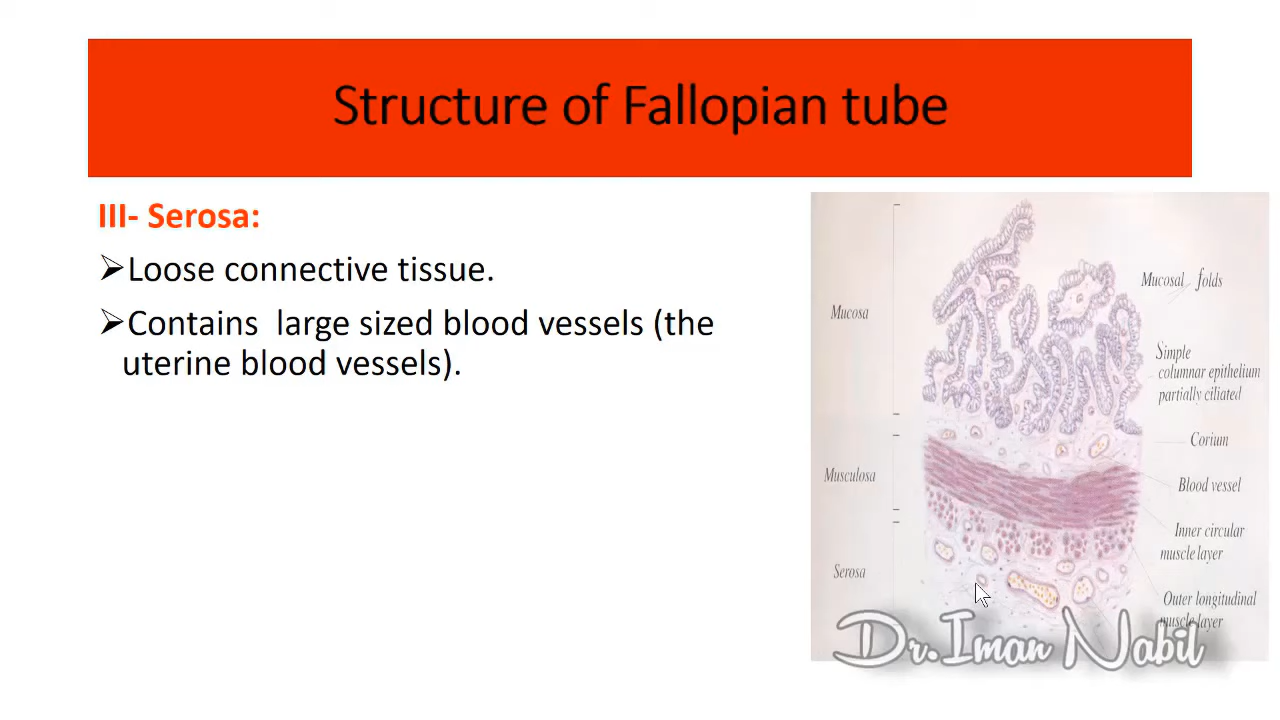 Structure of Fallopian tube
III- Serosa:
➢Loose connective tissue.
➢Contains large sized blood vessels (the
uterine blood vessels).
Mucosa
Musculosa
Serosa
Mucosal folds
Simple
columnar epithelium
partially ciliated
Corium
Blood vessel
Inner circular
muscle layer
Outer longitudinal
muscle layer
Dr.Iman Nabil